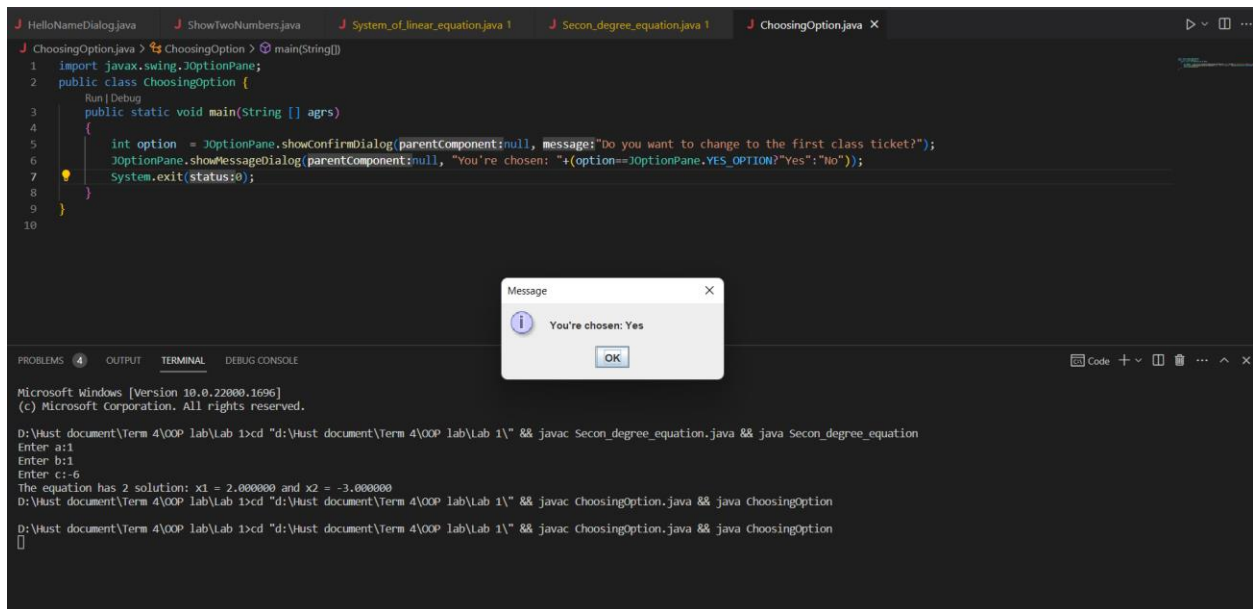 HelloNameDialog.java ShowTwoNumbers.java System_of_linear_equation.java 1 Secon_degree_equation.java 1 ChoosingOption.java
ChoosingOption.java > ChoosingOption > main(String[])
1 import javax.swing.JOptionPane;
2 public class ChoosingOption {
Run | Debug
3 public static void main(String [] agrs)
4 {
5 int option = JOptionPane.showConfirmDialog(parentComponent:null, message:"Do you want to change to the first class ticket?");
6 JOptionPane.showMessageDialog(parentComponent:null, "You're chosen: "+(option==JOptionPane.YES_OPTION?"Yes":"No"));
7 System.exit(status:0);
8 }
9 }
10
Message
You're chosen: Yes
OK
PROBLEMS 4 OUTPUT TERMINAL DEBUG CONSOLE Code
Microsoft Windows [Version 10.0.22000.1696]
(c) Microsoft Corporation. All rights reserved.
D:\Hust document\Term 4\OOP lab\Lab 1>cd "d:\Hust document\Term 4\OOP lab\Lab 1\" && javac Secon_degree_equation.java && java Secon_degree_equation
Enter a:1
Enter b:1
Enter c:-6
The equation has 2 solution: x1 = 2.000000 and x2 = -3.000000
D:\Hust document\Term 4\OOP lab\Lab 1>cd "d:\Hust document\Term 4\OOP lab\Lab 1\" && javac ChoosingOption.java && java ChoosingOption
D:\Hust document\Term 4\OOP lab\Lab 1>cd "d:\Hust document\Term 4\OOP lab\Lab 1\" && javac ChoosingOption.java && java ChoosingOption